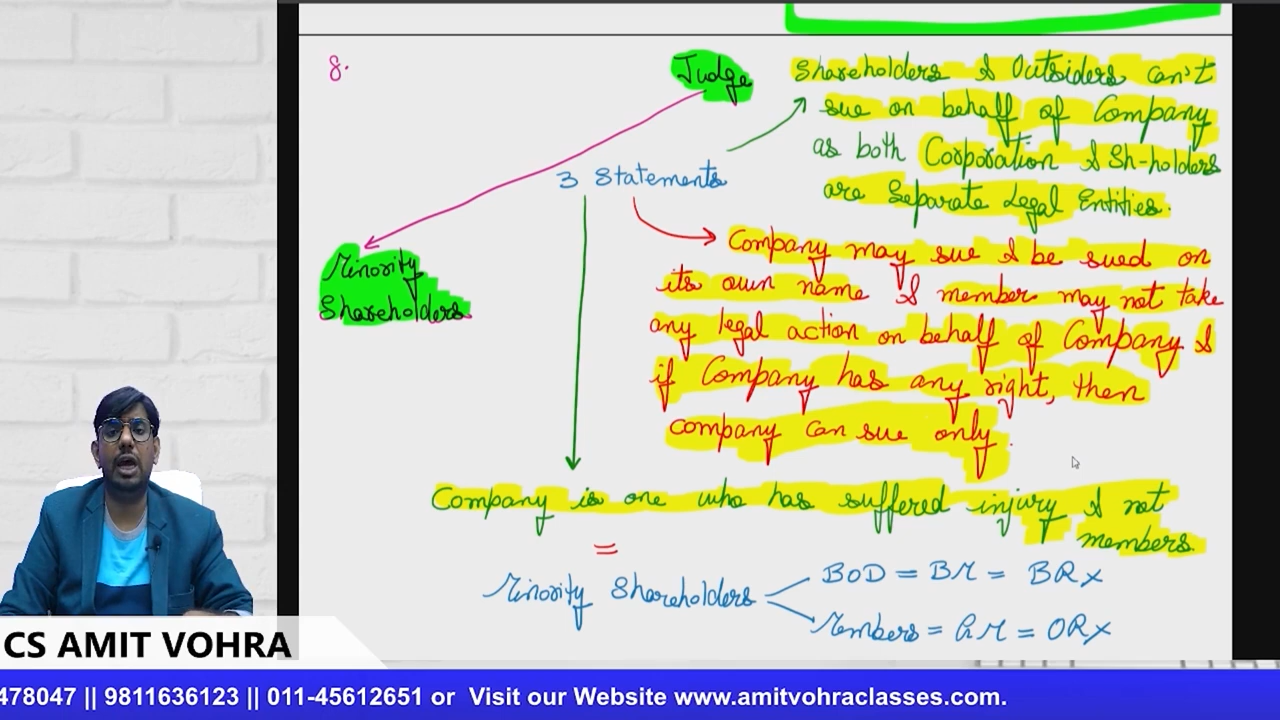 8.
Judge
Shareholders & Outsiders can't
sue on behalf of Company
as both Corporation & Sh-holders
are Separate Legal Entities.
3 Statements
Minority
Shareholders
Company may sue & be sued on
its own name & member may not take
any legal action on behalf of Company &
if Company has any right, then
company can sue only.
Company is one who has suffered injury & not
members.
=
Minority Shareholders
BOD = BM = BR x
Members = GM = OR x
CS AMIT VOHRA
478047 || 9811636123 || 011-45612651 or Visit our Website www.amitvohraclasses.com.